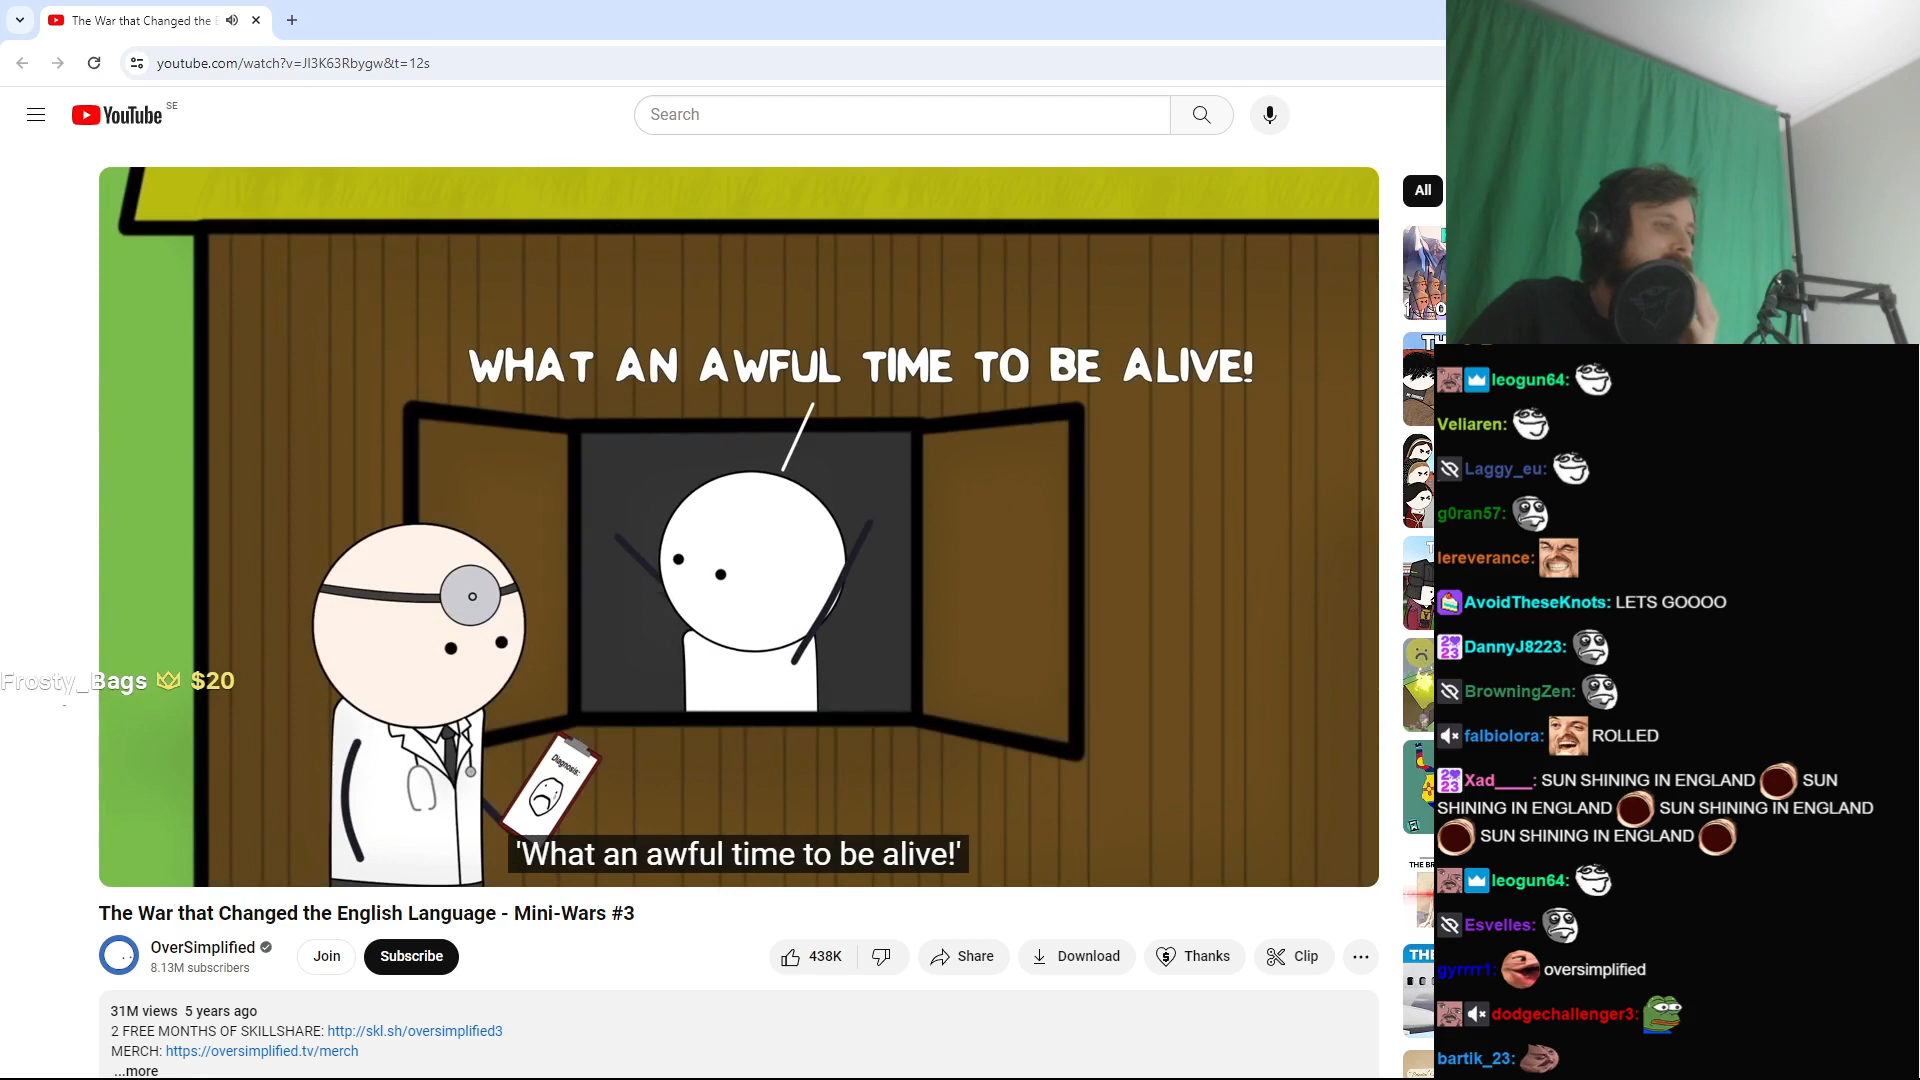 The War that Changed the
youtube.com/watch?v=JI3K63Rbygw&t=12s
YouTube SE
Search
All
WHAT AN AWFUL TIME TO BE ALIVE!
Diagnosis:
'What an awful time to be alive!'
Frosty_Bags $20
The War that Changed the English Language - Mini-Wars #3
OverSimplified
8.13M subscribers
Join
Subscribe
438K
Share
Download
Thanks
Clip
31M views 5 years ago
2 FREE MONTHS OF SKILLSHARE: http://skl.sh/oversimplified3
MERCH: https://oversimplified.tv/merch
...more
leogun64:
Veliaren:
Laggy_eu:
g0ran57:
lereverance:
AvoidTheseKnots: LETS GOOOO
DannyJ8223:
BrowningZen:
falbiolora: ROLLED
Xad____: SUN SHINING IN ENGLAND SUN
SHINING IN ENGLAND SUN SHINING IN ENGLAND
SUN SHINING IN ENGLAND
leogun64:
Esvelles:
gyrrrr1: oversimplified
dodgechallenger3:
bartik_23: